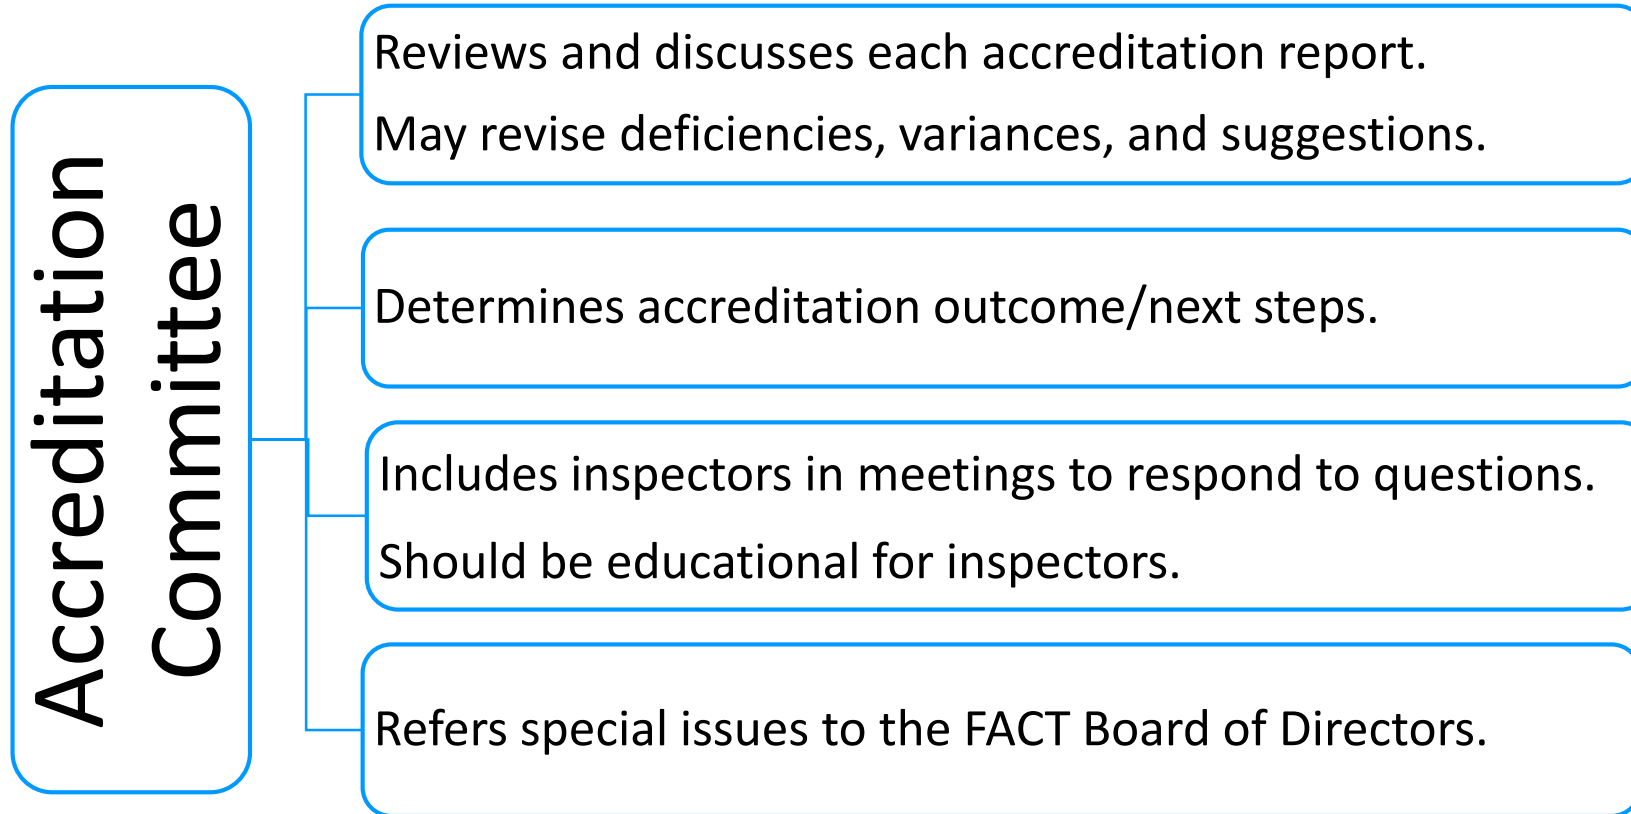 Accreditation
Committee
Reviews and discusses each accreditation report.
May revise deficiencies, variances, and suggestions.
Determines accreditation outcome/next steps.
Includes inspectors in meetings to respond to questions.
Should be educational for inspectors.
Refers special issues to the FACT Board of Directors.